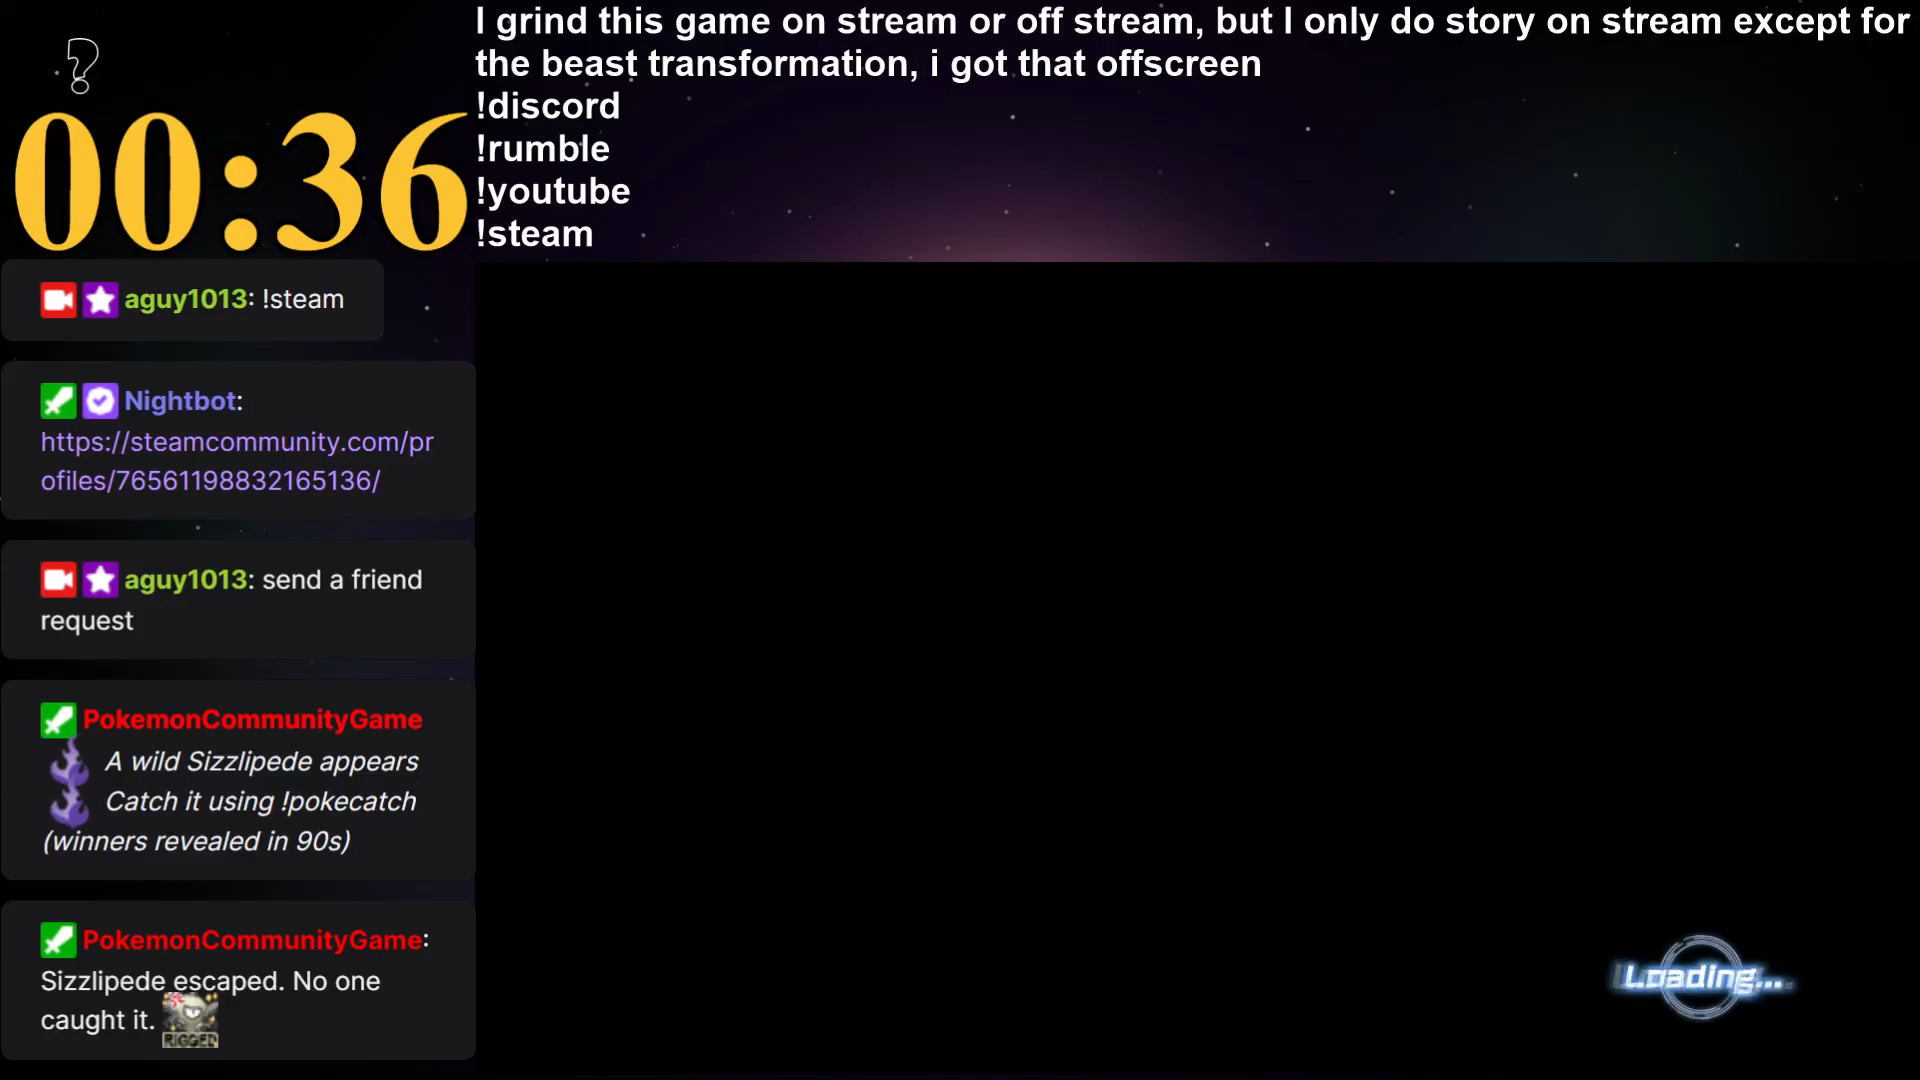 ?
00:36
I grind this game on stream or off stream, but I only do story on stream except for
the beast transformation, i got that offscreen
!discord
!rumble
!youtube
!steam
aguy1013: !steam
Nightbot:
https://steamcommunity.com/pr
ofiles/76561198832165136/
aguy1013: send a friend
request
PokemonCommunityGame
A wild Sizzlipede appears
Catch it using !pokecatch
(winners revealed in 90s)
PokemonCommunityGame:
Sizzlipede escaped. No one
caught it.
RIGGED
Loading...